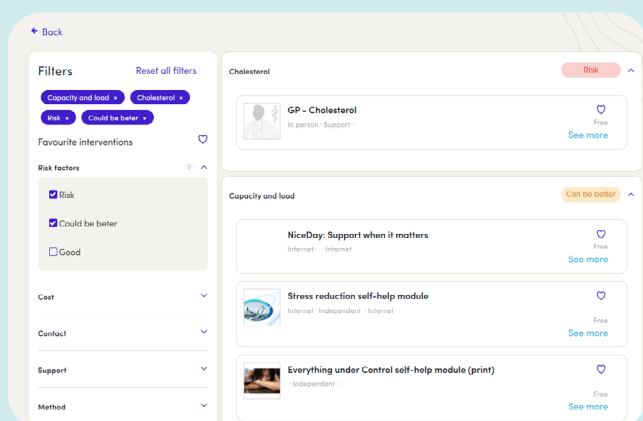 Back
Filters
Reset all filters
Capacity and load ×
Cholesterol ×
Risk ×
Could be beter ×
Favourite interventions
Risk factors
2
Risk
Could be beter
Good
Cost
Contact
Support
Method
Cholesterol
Risk
GP - Cholesterol
In person · Support ·
Free
See more
Capacity and load
Can be better
NiceDay: Support when it matters
Internet · · Internet
Free
See more
Stress reduction self-help module
Internet · Independent · Internet
Free
See more
Everything under Control self-help module (print)
· Independent ·
Free
See more